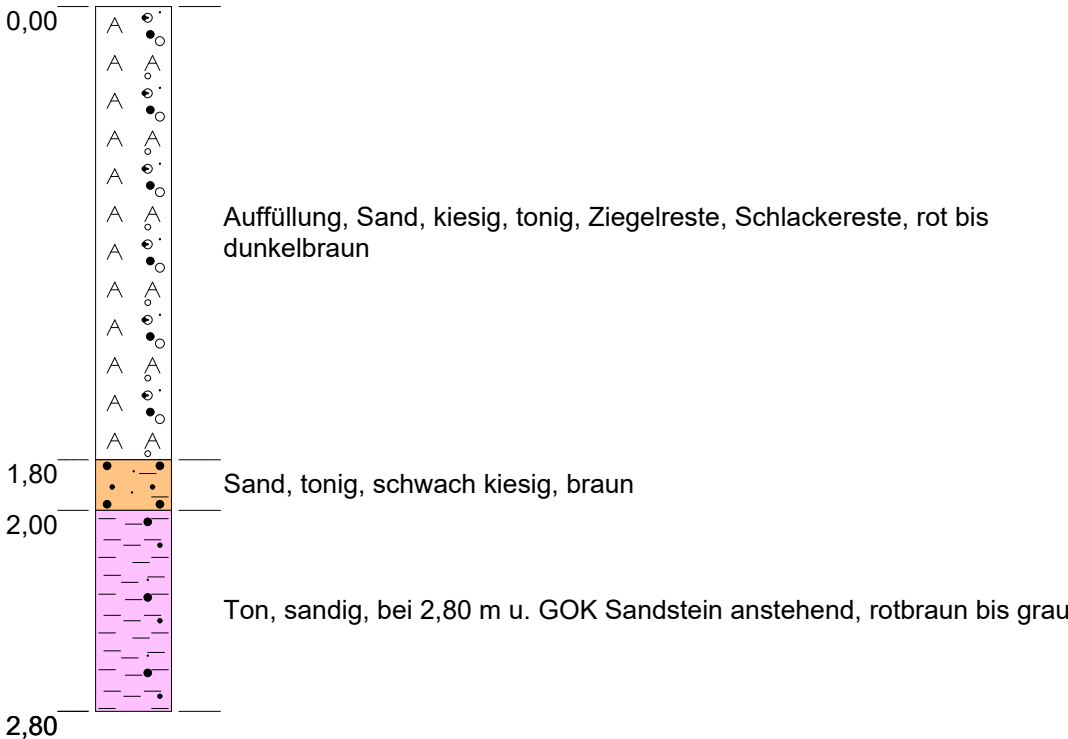 0,00
Auffüllung, Sand, kiesig, tonig, Ziegelreste, Schlackereste, rot bis
dunkelbraun
1,80
Sand, tonig, schwach kiesig, braun
2,00
Ton, sandig, bei 2,80 m u. GOK Sandstein anstehend, rotbraun bis grau
2,80